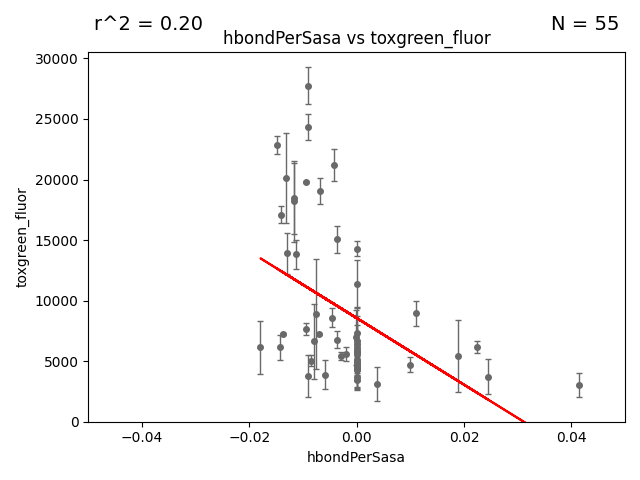 r^2 = 0.20
N = 55
hbondPerSasa vs toxgreen_fluor
30000
25000
20000
15000
10000
5000
0
toxgreen_fluor
−0.04
−0.02
0.00
0.02
0.04
hbondPerSasa